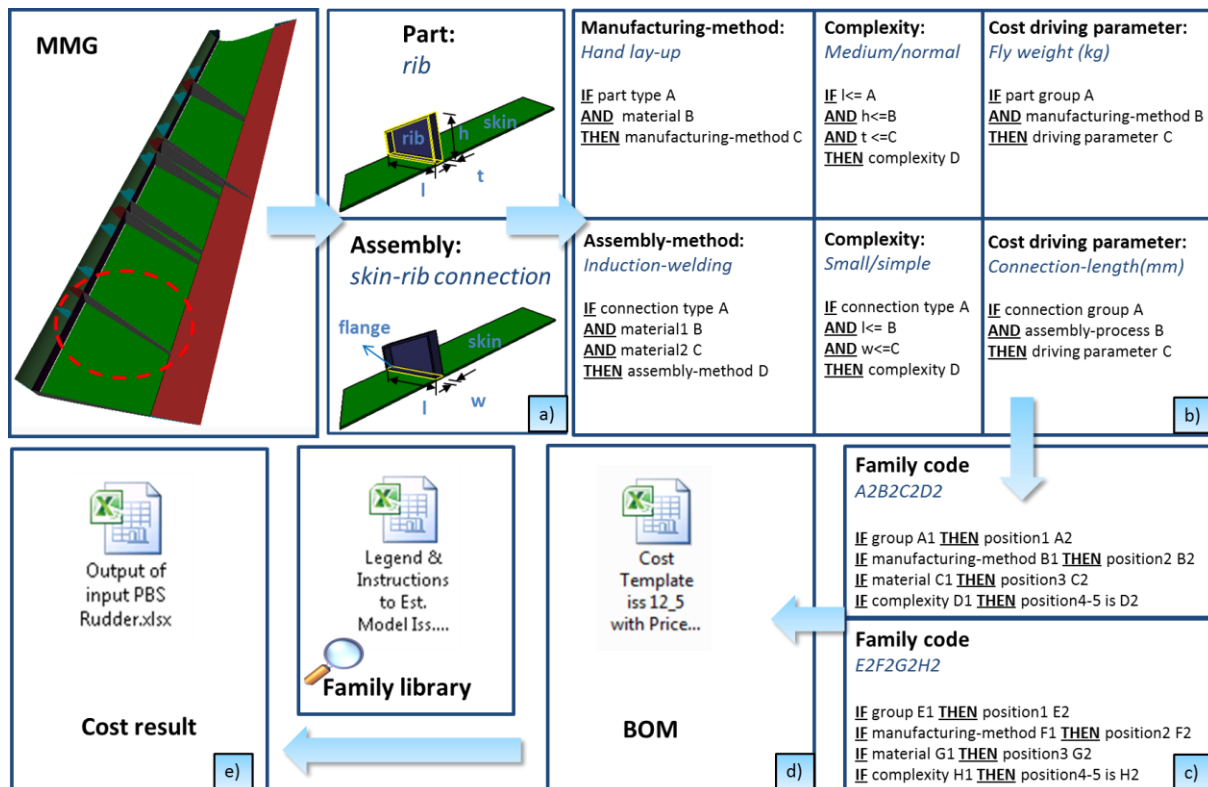 MMG
Part:
rib
rib
h
skin
l
t
Assembly:
skin-rib connection
flange
skin
l
w
a)
Manufacturing-method:
Hand lay-up
IF part type A
AND material B
THEN manufacturing-method C
Complexity:
Medium/normal
IF l<= A
AND h<=B
AND t <=C
THEN complexity D
Cost driving parameter:
Fly weight (kg)
IF part group A
AND manufacturing-method B
THEN driving parameter C
Assembly-method:
Induction-welding
IF connection type A
AND material1 B
AND material2 C
THEN assembly-method D
Complexity:
Small/simple
IF connection type A
AND l<= B
AND w<=C
THEN complexity D
Cost driving parameter:
Connection-length(mm)
IF connection group A
AND assembly-process B
THEN driving parameter C
b)
Family code
A2B2C2D2
IF group A1 THEN position1 A2
IF manufacturing-method B1 THEN position2 B2
IF material C1 THEN position3 C2
IF complexity D1 THEN position4-5 is D2
Family code
E2F2G2H2
IF group E1 THEN position1 E2
IF manufacturing-method F1 THEN position2 F2
IF material G1 THEN position3 G2
IF complexity H1 THEN position4-5 is H2
c)
Cost
Template
iss 12_5
with Price...
BOM
d)
Legend &
Instructions
to Est.
Model Iss....
Family library
Output of
input PBS
Rudder.xlsx
Cost result
e)